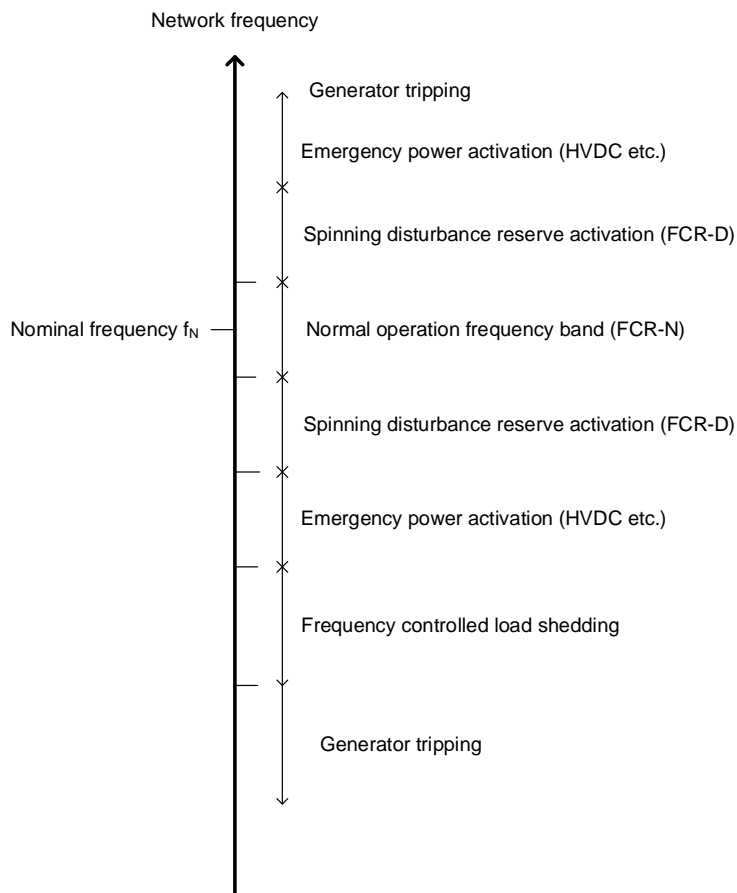 Network frequency
Generator tripping
Emergency power activation (HVDC etc.)
Spinning disturbance reserve activation (FCR-D)
Nominal frequency fN
Normal operation frequency band (FCR-N)
Spinning disturbance reserve activation (FCR-D)
Emergency power activation (HVDC etc.)
Frequency controlled load shedding
Generator tripping